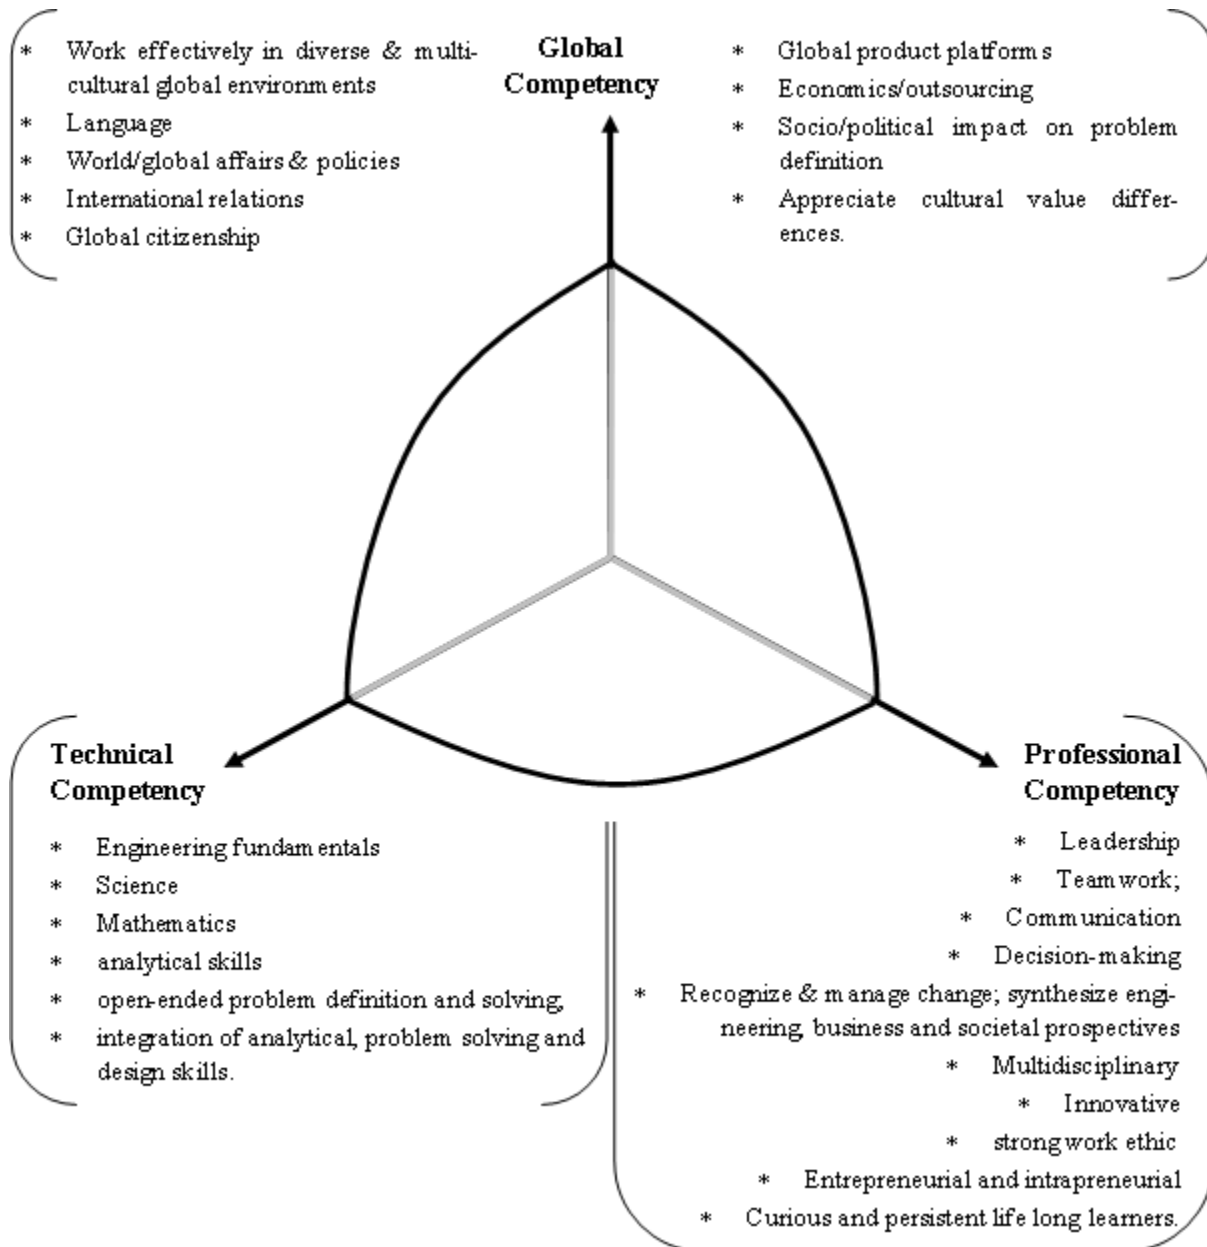 * Work effectively in diverse & multi-
cultural global environments
* Language
* World/global affairs & policies
* International relations
* Global citizenship
Global
Competency
* Global product platforms
* Economics/outsourcing
* Socio/political impact on problem
definition
* Appreciate cultural value differ-
ences.
Technical
Competency
* Engineering fundamentals
* Science
* Mathematics
* analytical skills
* open-ended problem definition and solving,
* integration of analytical, problem solving and
design skills.
Professional
Competency
* Leadership
* Teamwork;
* Communication
* Decision-making
* Recognize & manage change; synthesize engi-
neering, business and societal prospectives
* Multidisciplinary
* Innovative
* strong work ethic
* Entrepreneurial and intrapreneurial
* Curious and persistent life long learners.